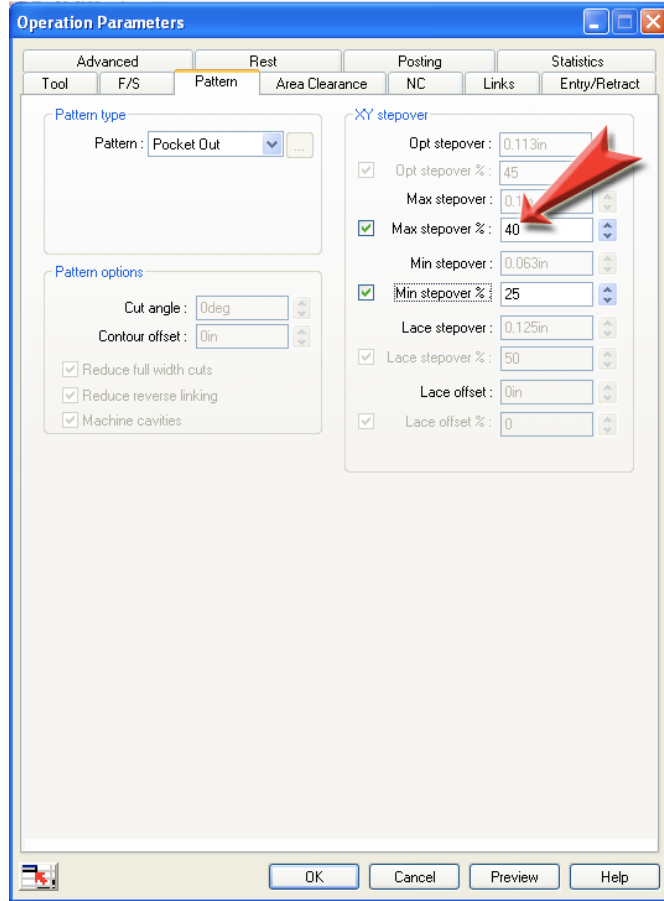 Operation Parameters
Advanced Rest Posting Statistics
Tool F/S Pattern Area Clearance NC Links Entry/Retract
Pattern type
Pattern : Pocket Out ...
Pattern options
Cut angle : 0deg
Contour offset : 0in
Reduce full width cuts
Reduce reverse linking
Machine cavities
XY stepover
Opt stepover : 0.113in
Opt stepover % : 45
Max stepover :
Max stepover % : 40
Min stepover : 0.063in
Min stepover % : 25
Lace stepover : 0.125in
Lace stepover % : 50
Lace offset : 0in
Lace offset % : 0
OK Cancel Preview Help